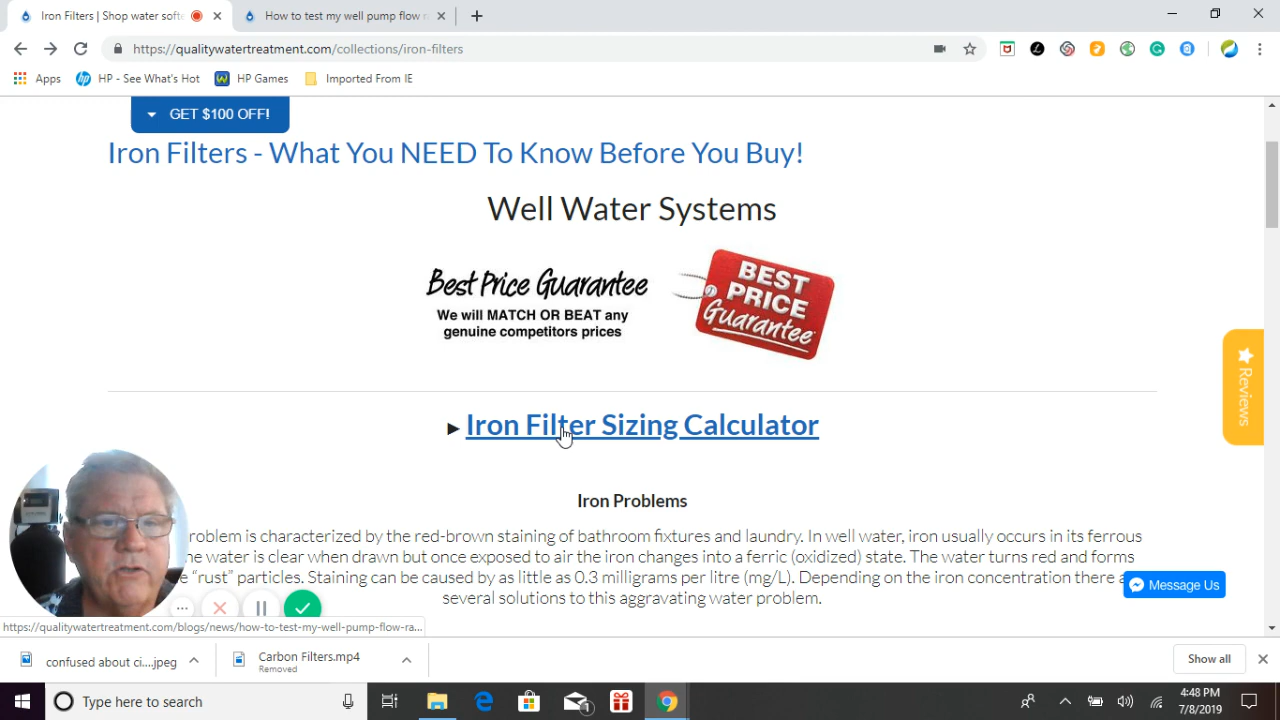 Iron Filters | Shop water softe
How to test my well pump flow r
https://qualitywatertreatment.com/collections/iron-filters
Apps
HP - See What's Hot
HP Games
Imported From IE
GET $100 OFF!
Iron Filters - What You NEED To Know Before You Buy!
Well Water Systems
Best Price Guarantee
We will MATCH OR BEAT any
genuine competitors prices
BEST
PRICE
Guarantee
Reviews
Iron Filter Sizing Calculator
Iron Problems
roblem is characterized by the red-brown staining of bathroom fixtures and laundry. In well water, iron usually occurs in its ferrous
he water is clear when drawn but once exposed to air the iron changes into a ferric (oxidized) state. The water turns red and forms
e “rust” particles. Staining can be caused by as little as 0.3 milligrams per litre (mg/L). Depending on the iron concentration there a
several solutions to this aggravating water problem.
Message Us
https://qualitywatertreatment.com/blogs/news/how-to-test-my-well-pump-flow-ra...
confused about ci....jpeg
Carbon Filters.mp4
Removed
Show all
Type here to search
1
4:48 PM
7/8/2019